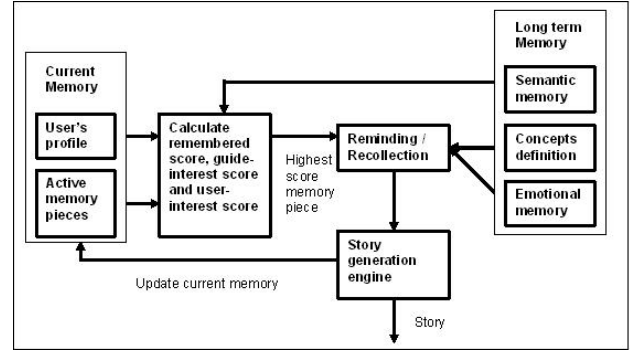 Current
Memory
User's
profile
Active
memory
pieces
Calculate
remembered
score, guide-
interest score
and user-
interest score
Highest
score
memory
piece
Reminding /
Recollection
Long term
Memory
Semantic
memory
Concepts
definition
Emotional
memory
Story
generation
engine
Update current memory
Story